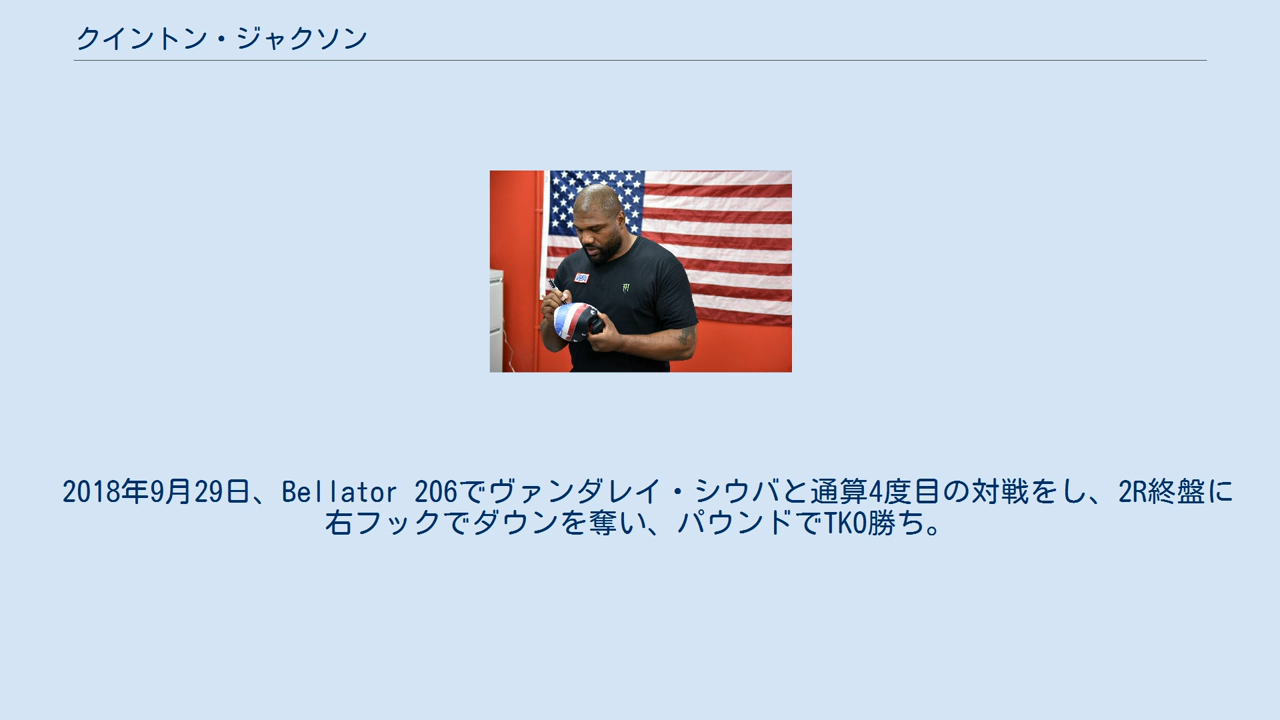 クイントン・ジャクソン
2018年9月29日、Bellator 206でヴァンダレイ・シウバと通算4度目の対戦をし、2R終盤に
右フックでダウンを奪い、パウンドでTKO勝ち。